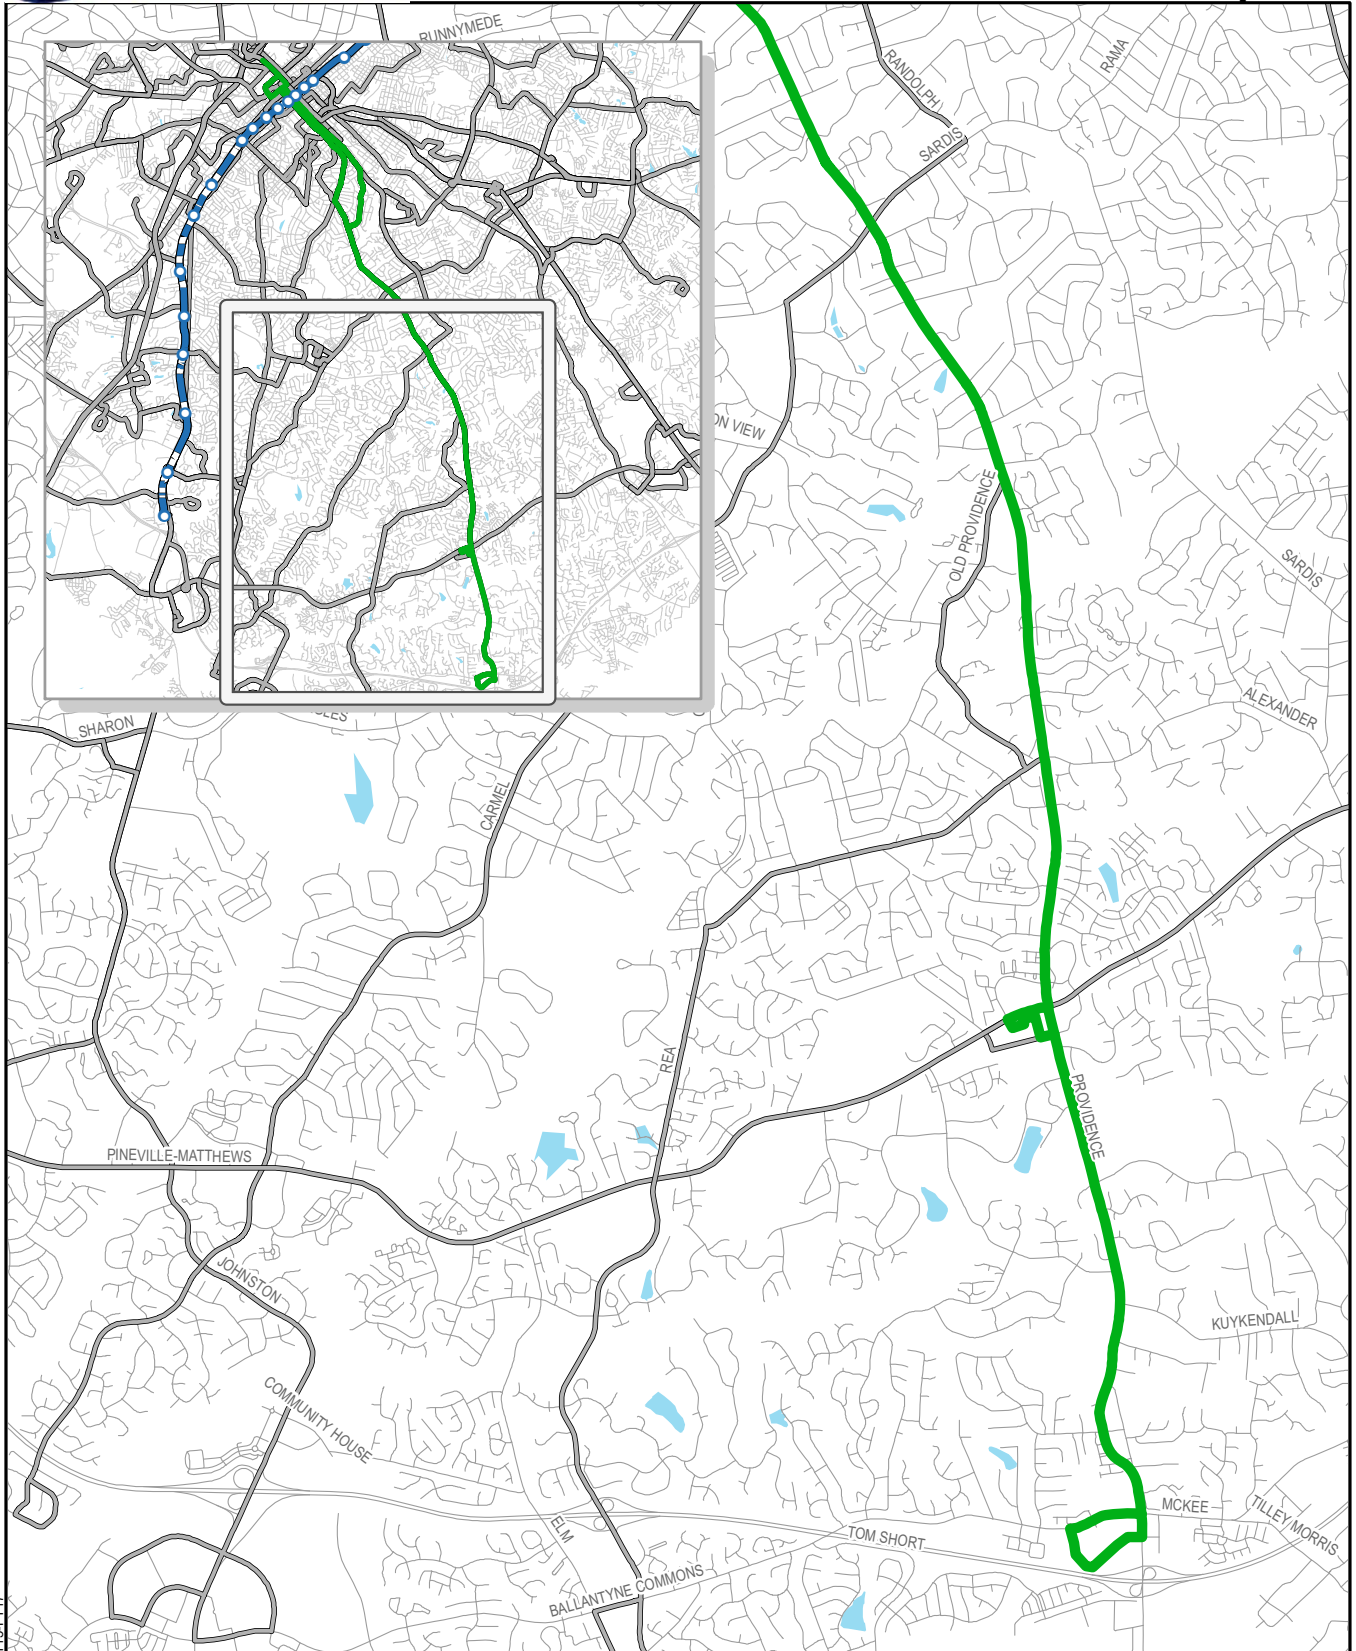 RUNNYMEDE
RANDOLPH
RAMA
SARDIS
ON VIEW
OLD PROVIDENCE
SARDIS
ALEXANDER
SHARON
CARMEL
REA
PROVIDENCE
PINEVILLE-MATTHEWS
JOHNSTON
KUYKENDALL
COMMUNITY HOUSE
MCKEE
TILLEY MORRIS
ELM
TOM SHORT
BALLANTYNE COMMONS